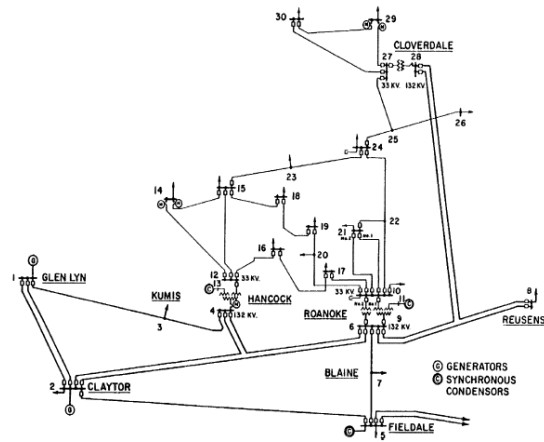 30
29
CLOVERDALE
27
28
33 KV.
132 KV.
25
26
24
23
14
15
18
22
19
21
16
20
12
33 KV.
17
13
10
8
1
GLEN LYN
KUMIS
HANCOCK
33 KV.
11
ROANOKE
9
REUSENS
4
132 KV.
6
132 KV.
3
G
GENERATORS
BLAINE
C
SYNCHRONOUS
CONDENSORS
2
CLAYTOR
7
G
FIELDALE
C
5